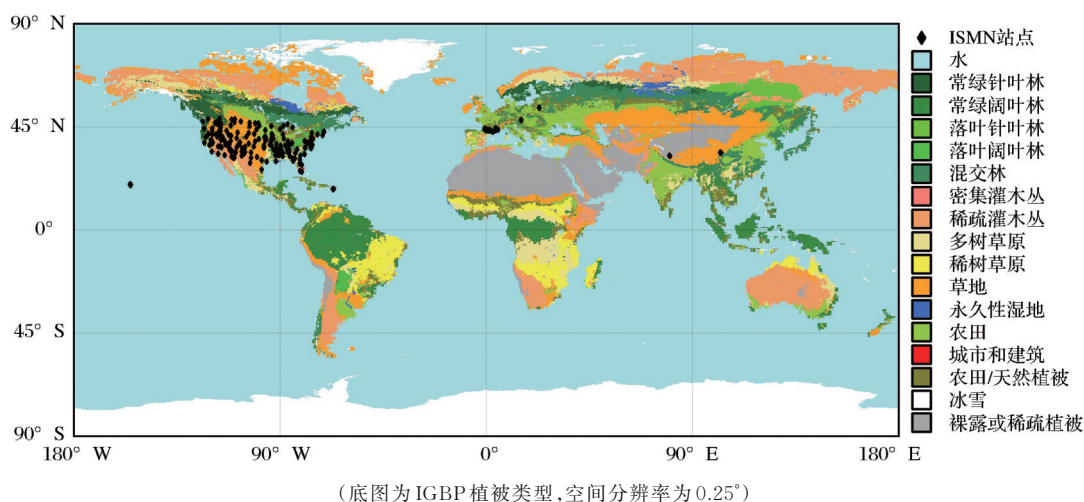 90° N
45° N
0°
45° S
90° S
180° W
90° W
0°
90° E
180° E
ISMN站点
水
常绿针叶林
常绿阔叶林
落叶针叶林
落叶阔叶林
混交林
密集灌木丛
稀疏灌木丛
多树草原
稀树草原
草地
永久性湿地
农田
城市和建筑
农田/天然植被
冰雪
裸露或稀疏植被
(底图为IGBP植被类型,空间分辨率为0.25°)